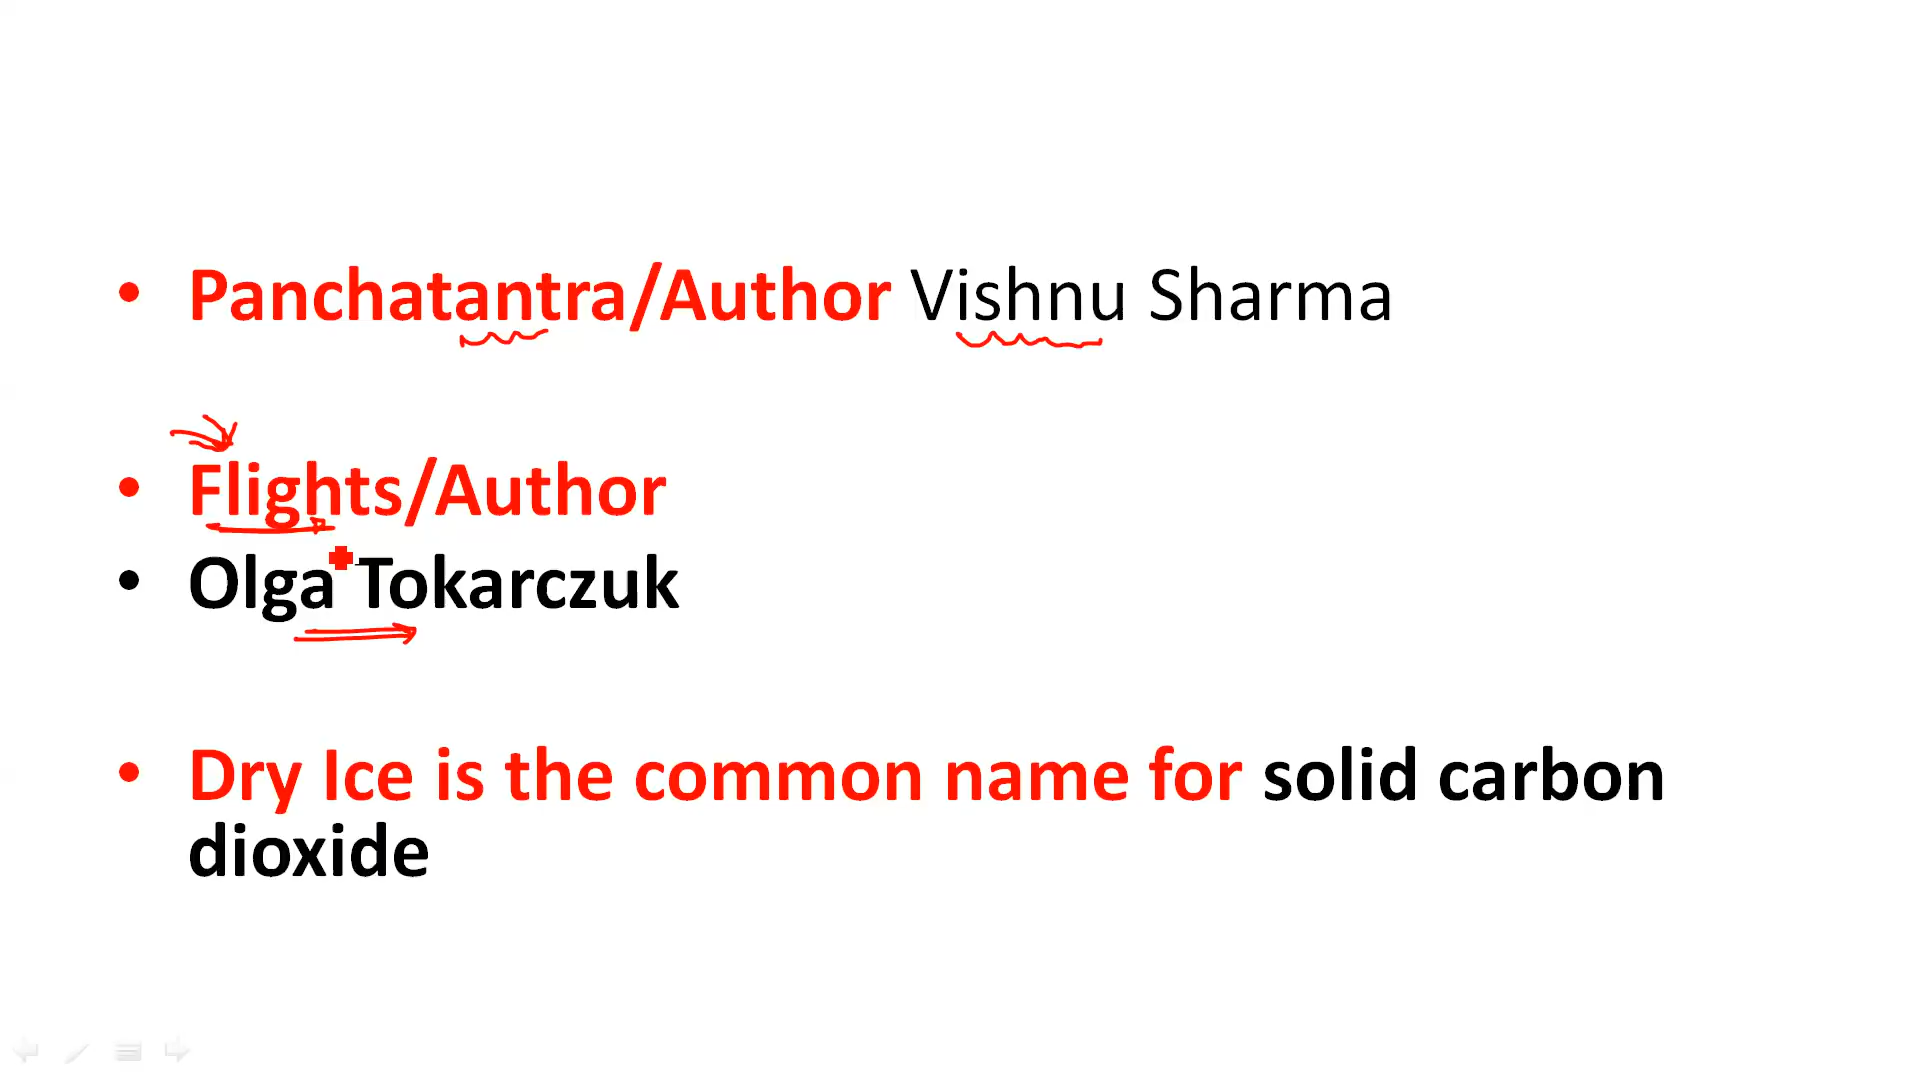 • Panchatantra/Author Vishnu Sharma
• Flights/Author
• Olga Tokarczuk
• Dry Ice is the common name for solid carbon
dioxide